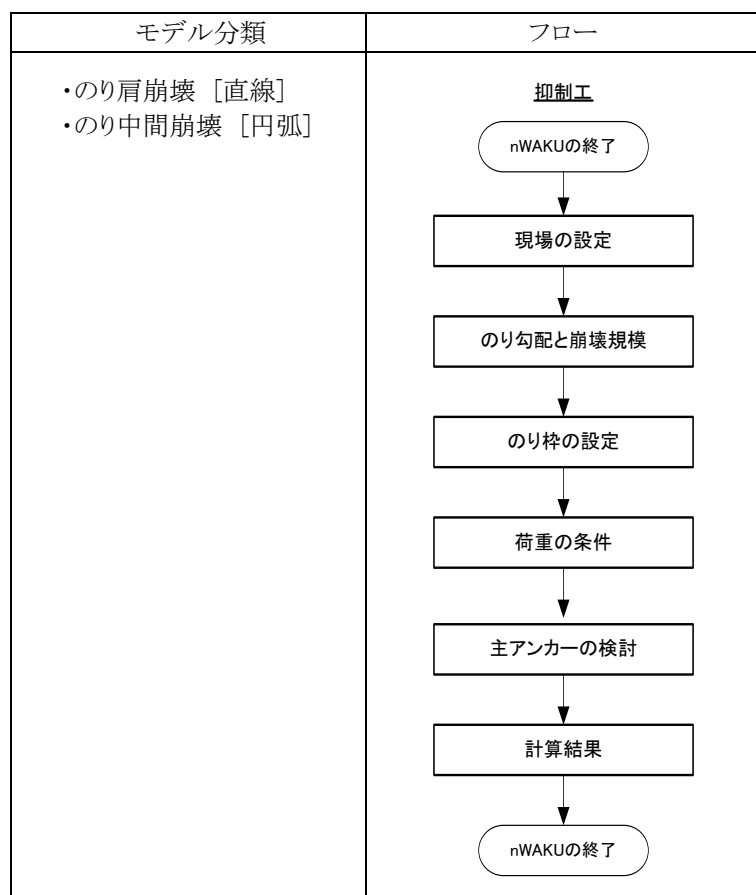 モデル分類
フロー
・のり肩崩壊 [直線]
・のり中間崩壊 [円弧]
抑制工
nWAKUの終了
現場の設定
のり勾配と崩壊規模
のり枠の設定
荷重の条件
主アンカーの検討
計算結果
nWAKUの終了